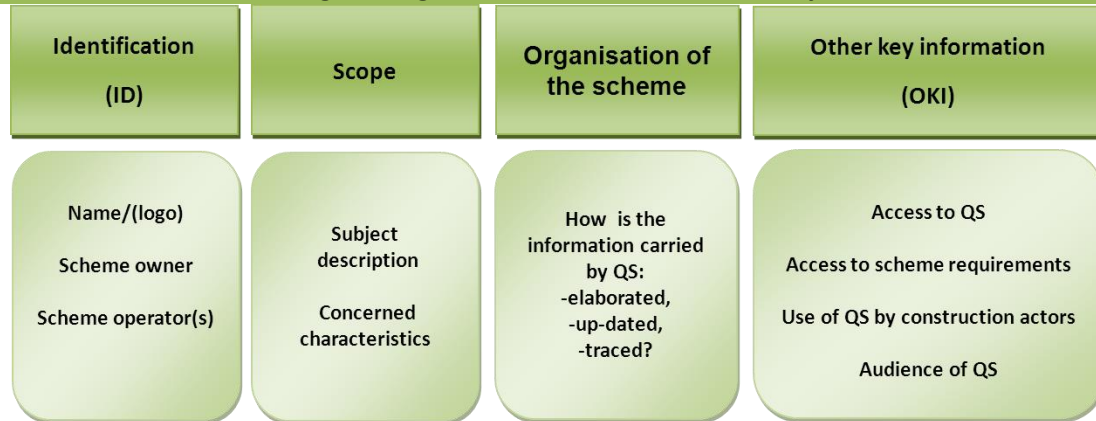 Identification
(ID)
Scope
Organisation of
the scheme
Other key information
(OKI)
Name/(logo)
Scheme owner
Scheme operator(s)
Subject
description
Concerned
characteristics
How is the
information carried
by QS:
-elaborated,
-up-dated,
-traced?
Access to QS
Access to scheme requirements
Use of QS by construction actors
Audience of QS